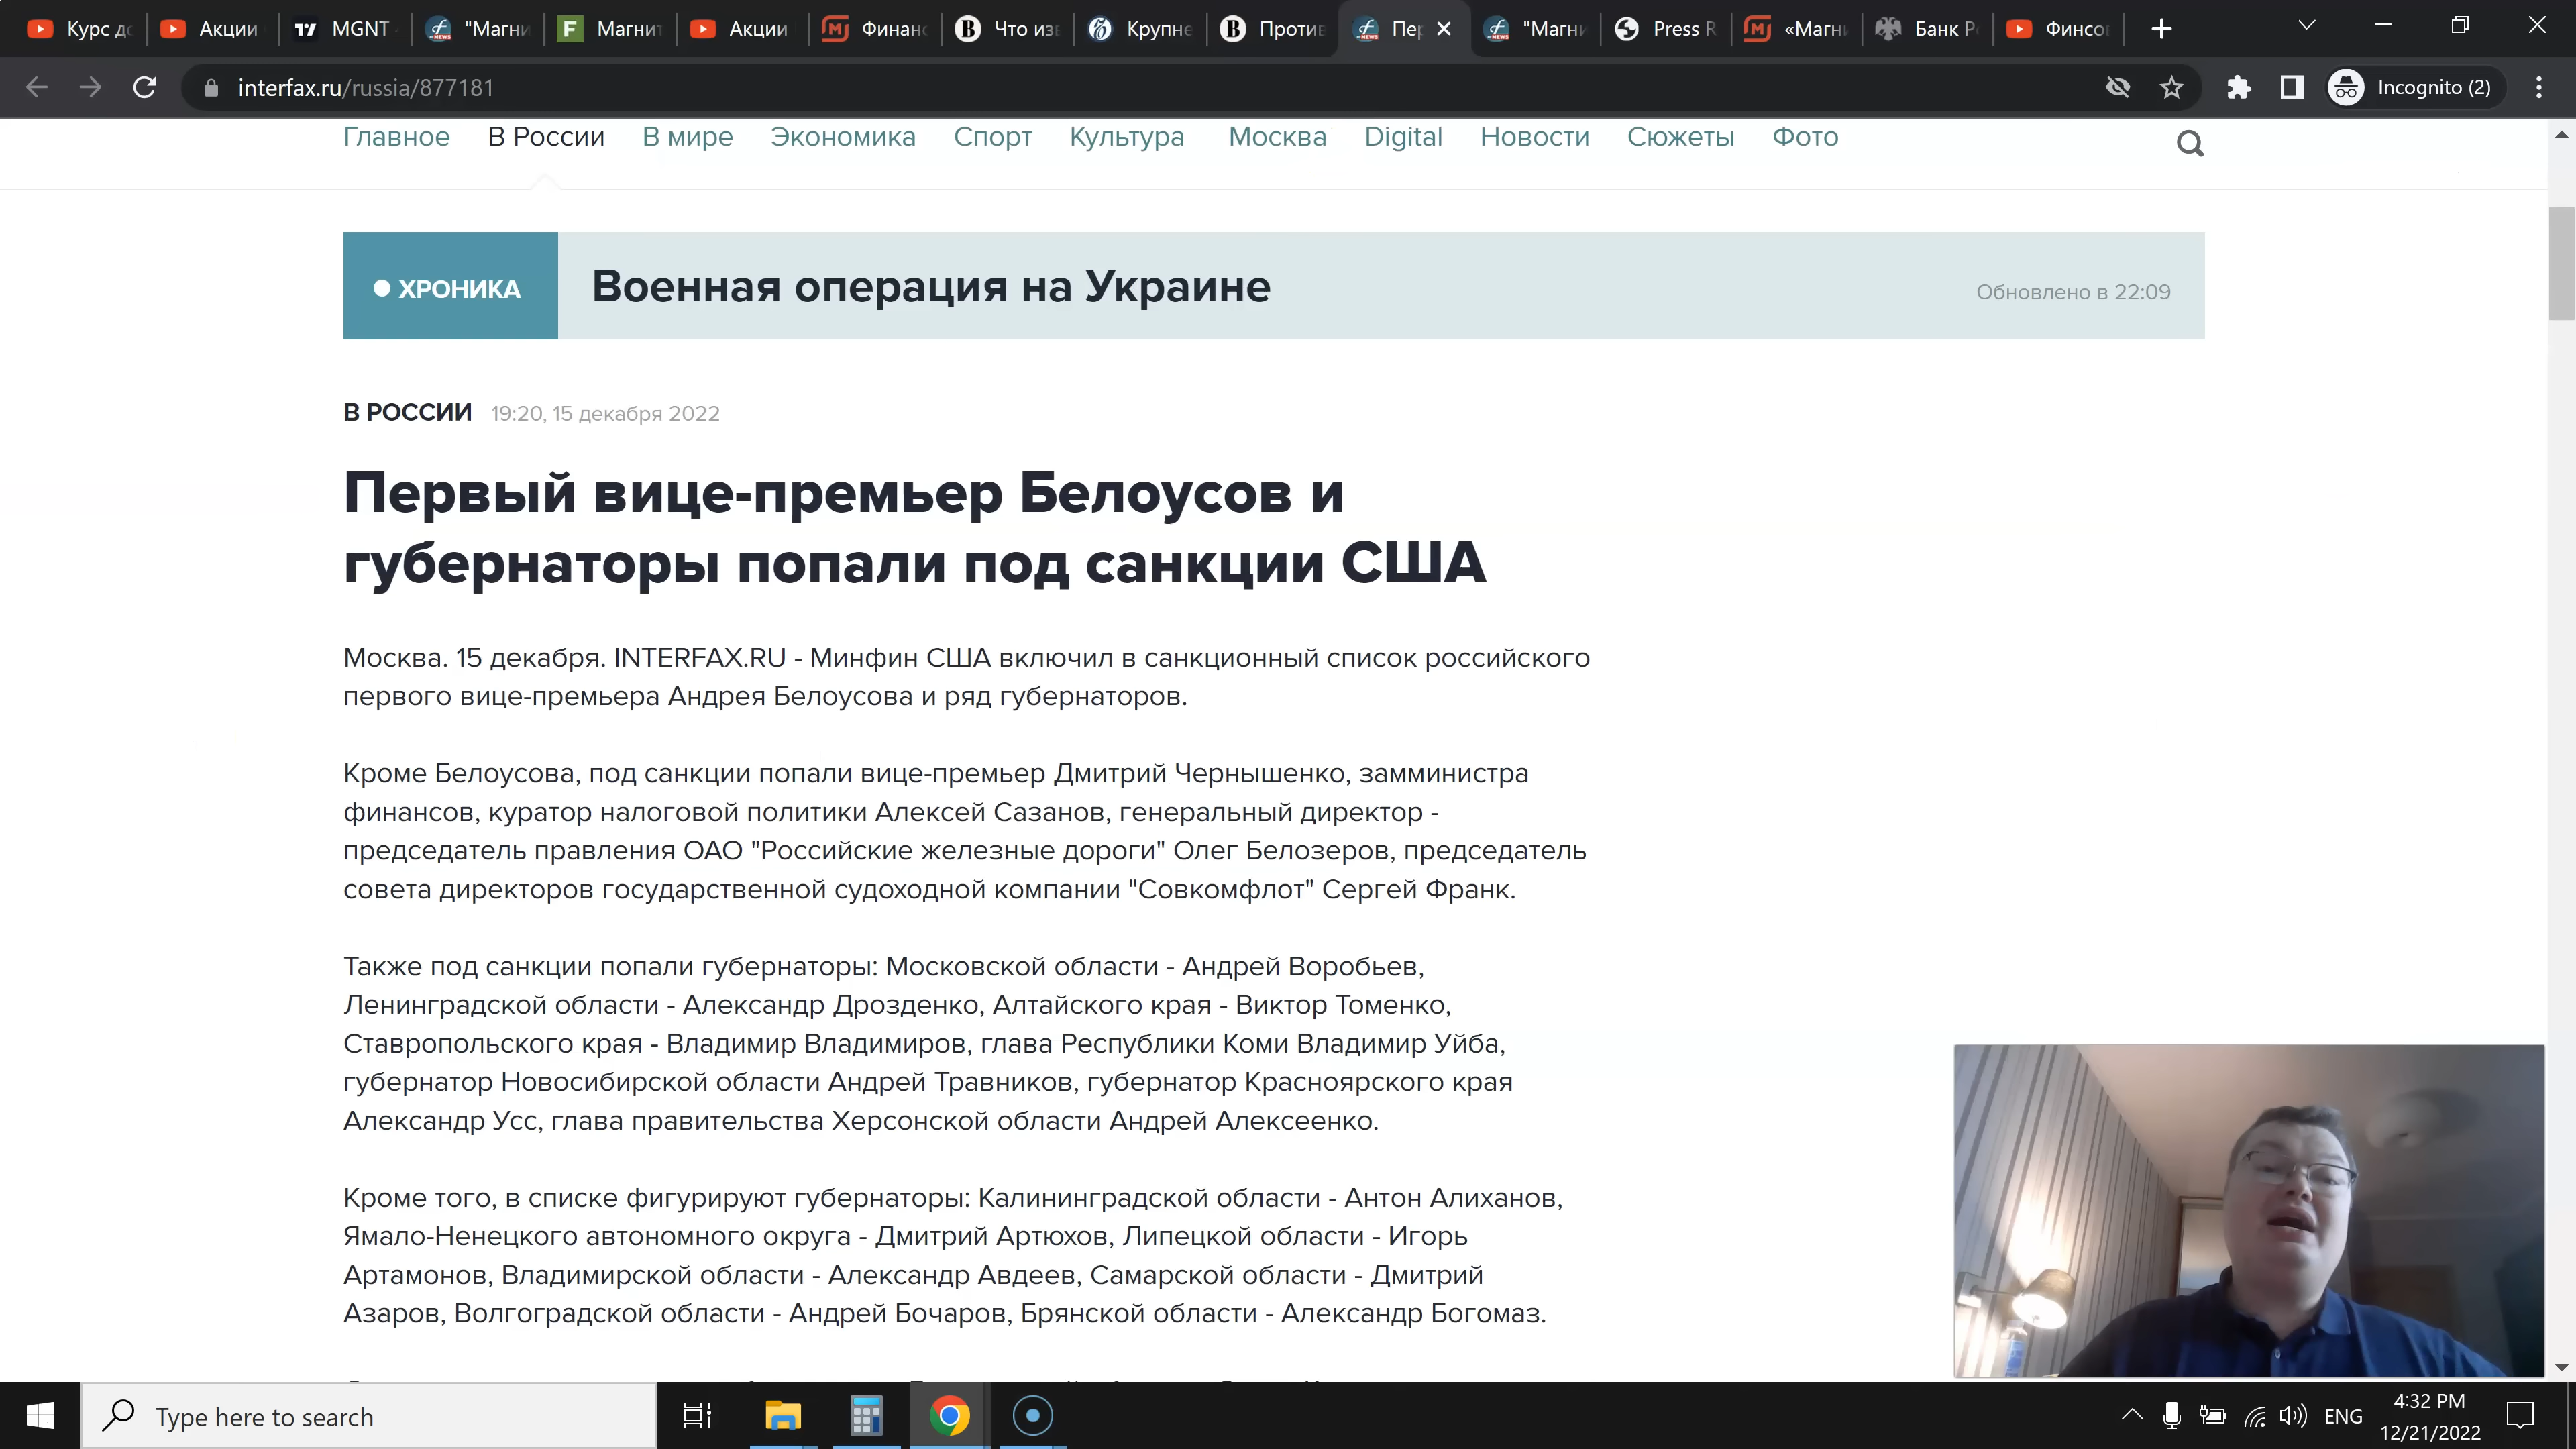 Курс до
Акции
MGNT
"Магни
Магнит
Акции
Финанс
Что изв
Крупне
Против
Пер
"Магни
Press R
«Магни
Банк Р
Финсо
interfax.ru/russia/877181
Incognito (2)
Главное В России В мире Экономика Спорт Культура Москва Digital Новости Сюжеты Фото
ХРОНИКА
Военная операция на Украине
Обновлено в 22:09
В РОССИИ 19:20, 15 декабря 2022
Первый вице-премьер Белоусов и
губернаторы попали под санкции США
Москва. 15 декабря. INTERFAX.RU - Минфин США включил в санкционный список российского
первого вице-премьера Андрея Белоусова и ряд губернаторов.
Кроме Белоусова, под санкции попали вице-премьер Дмитрий Чернышенко, замминистра
финансов, куратор налоговой политики Алексей Сазанов, генеральный директор -
председатель правления ОАО "Российские железные дороги" Олег Белозеров, председатель
совета директоров государственной судоходной компании "Совкомфлот" Сергей Франк.
Также под санкции попали губернаторы: Московской области - Андрей Воробьев,
Ленинградской области - Александр Дрозденко, Алтайского края - Виктор Томенко,
Ставропольского края - Владимир Владимиров, глава Республики Коми Владимир Уйба,
губернатор Новосибирской области Андрей Травников, губернатор Красноярского края
Александр Усс, глава правительства Херсонской области Андрей Алексеенко.
Кроме того, в списке фигурируют губернаторы: Калининградской области - Антон Алиханов,
Ямало-Ненецкого автономного округа - Дмитрий Артюхов, Липецкой области - Игорь
Артамонов, Владимирской области - Александр Авдеев, Самарской области - Дмитрий
Азаров, Волгоградской области - Андрей Бочаров, Брянской области - Александр Богомаз.
Type here to search
ENG
4:32 PM
12/21/2022